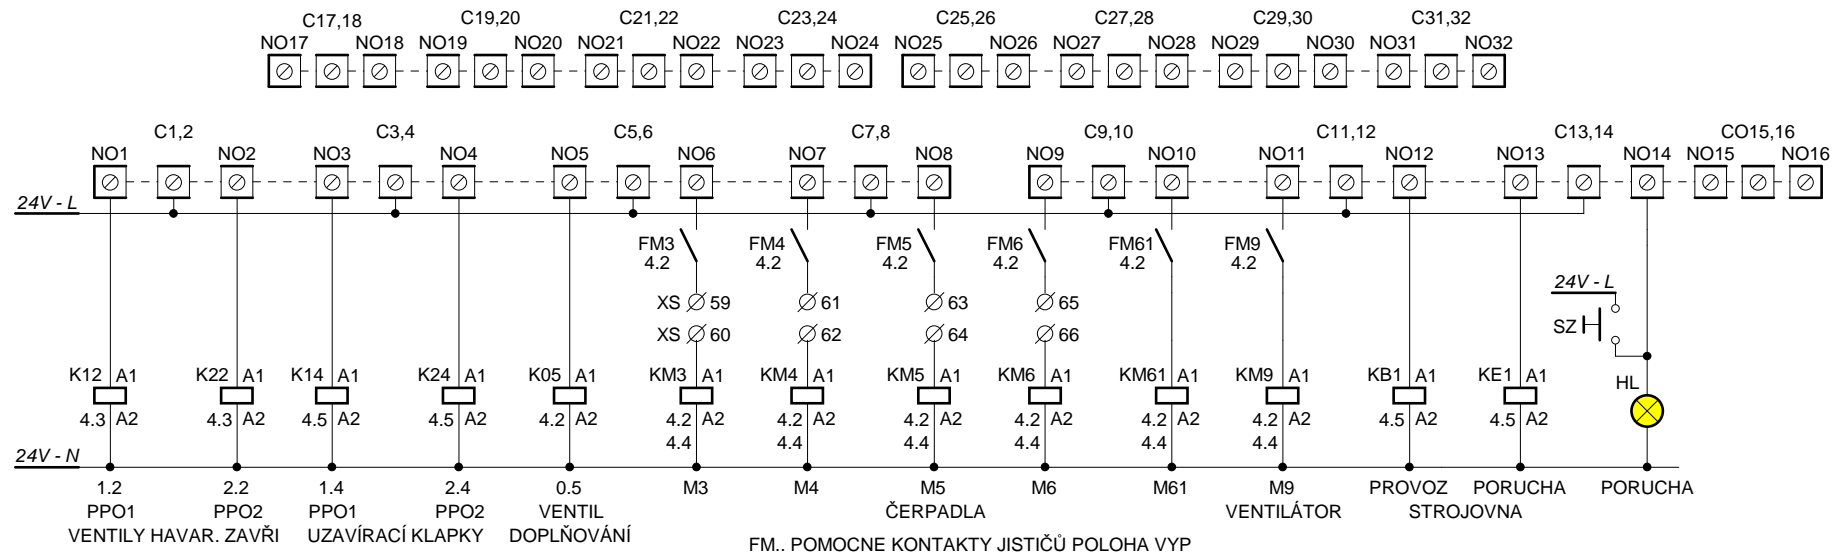 C17,18 C19,20 C21,22 C23,24 C25,26 C27,28 C29,30 C31,32
NO17 NO18 NO19 NO20 NO21 NO22 NO23 NO24 NO25 NO26 NO27 NO28 NO29 NO30 NO31 NO32
C1,2 C3,4 C5,6 C7,8 C9,10 C11,12 C13,14 CO15,16
NO1 NO2 NO3 NO4 NO5 NO6 NO7 NO8 NO9 NO10 NO11 NO12 NO13 NO14 NO15 NO16
24V - L
FM3 FM4 FM5 FM6 FM61 FM9
4.2 4.2 4.2 4.2 4.2 4.2
24V - L
XS 59 61 63 65
SZ
XS 60 62 64 66
K12 A1 K22 A1 K14 A1 K24 A1 K05 A1 KM3 A1 KM4 A1 KM5 A1 KM6 A1 KM61 A1 KM9 A1 KB1 A1 KE1 A1 HL
4.3 A2 4.3 A2 4.5 A2 4.5 A2 4.2 A2 4.2 A2 4.2 A2 4.2 A2 4.2 A2 4.2 A2 4.2 A2 4.5 A2 4.5 A2
4.4 4.4 4.4 4.4 4.4 4.4
24V - N
1.2 2.2 1.4 2.4 0.5 M3 M4 M5 M6 M61 M9 PROVOZ PORUCHA PORUCHA
PPO1 PPO2 PPO1 PPO2 VENTIL ČERPADLA VENTILÁTOR STROJOVNA
VENTILY HAVAR. ZAVŘI UZAVÍRACÍ KLAPKY DOPLŇOVÁNÍ
FM.. POMOCNE KONTAKTY JISTIČŮ POLOHA VYP